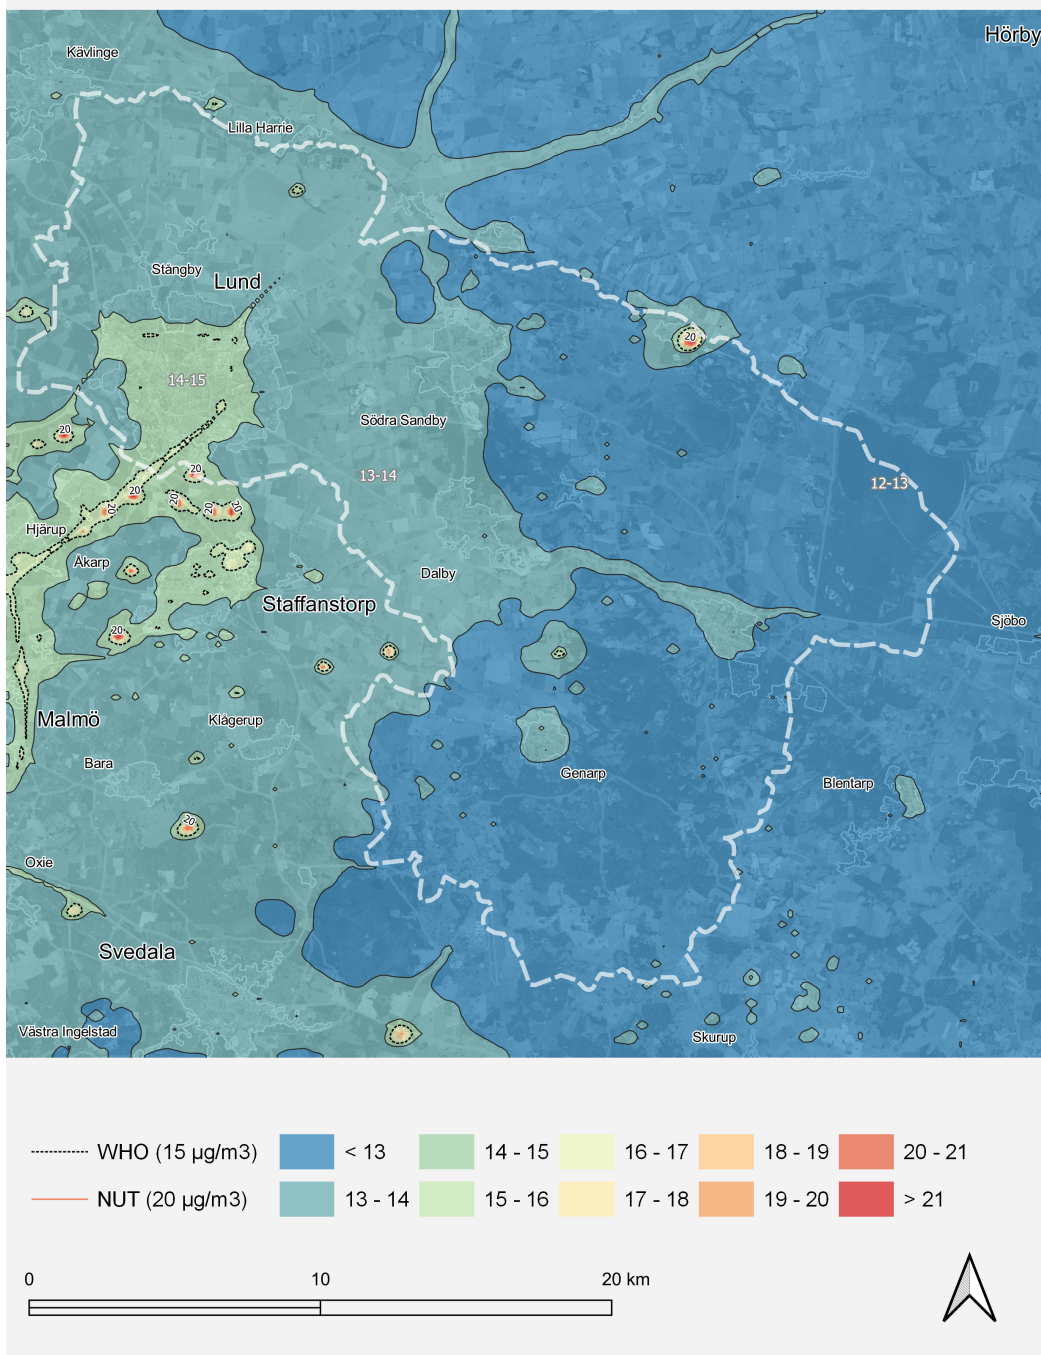 Hörby
Kävlinge
Lilla Harrie
Stångby
Lund
20
14-15
Södra Sandby
20
20
13-14
12-13
20
20
20
20
20
Hjärup
Åkarp
Dalby
Staffanstorp
Sjöbo
20
Malmö
Klågerup
Bara
Genarp
Blentarp
20
Oxie
Svedala
Västra Ingelstad
Skurup
WHO (15 µg/m3)
NUT (20 µg/m3)
< 13
13 - 14
14 - 15
15 - 16
16 - 17
17 - 18
18 - 19
19 - 20
20 - 21
> 21
0
10
20 km